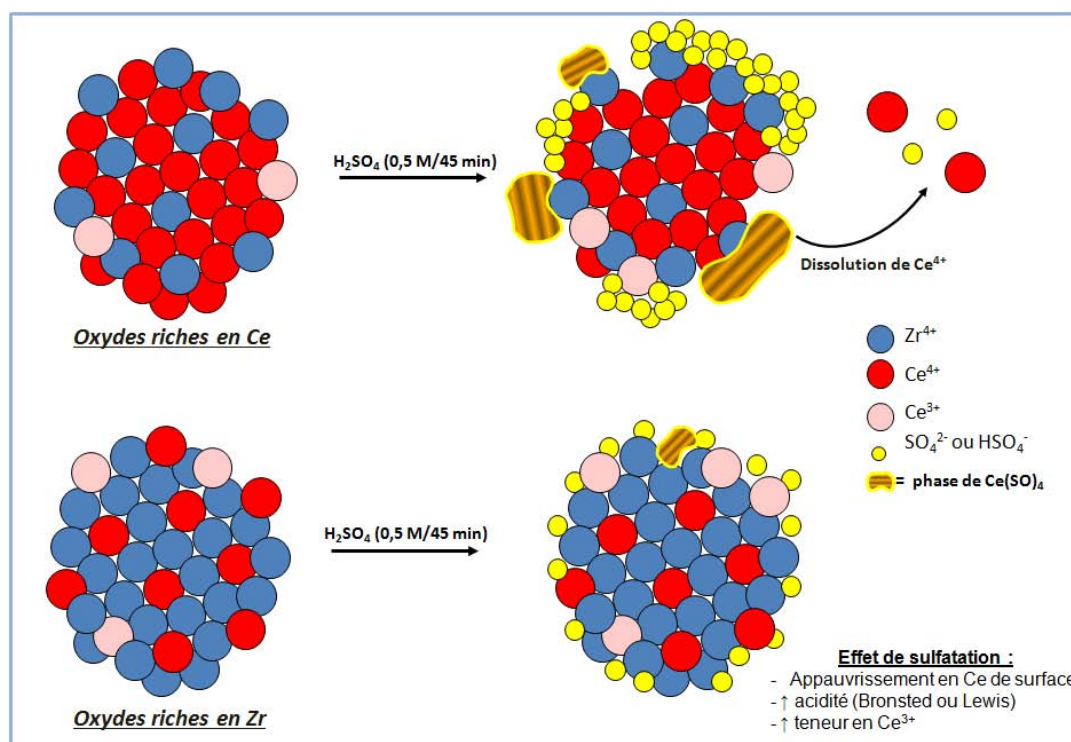 H₂SO₄ (0,5 M/45 min)
Dissolution de Ce⁴⁺
Oxydes riches en Ce
Zr⁴⁺
Ce⁴⁺
Ce³⁺
SO₄²⁻ ou HSO₄⁻
= phase de Ce(SO)₄
H₂SO₄ (0,5 M/45 min)
Oxydes riches en Zr
Effet de sulfatation :
- Appauvrissement en Ce de surface
-↑ acidité (Bronsted ou Lewis)
-↑ teneur en Ce³⁺